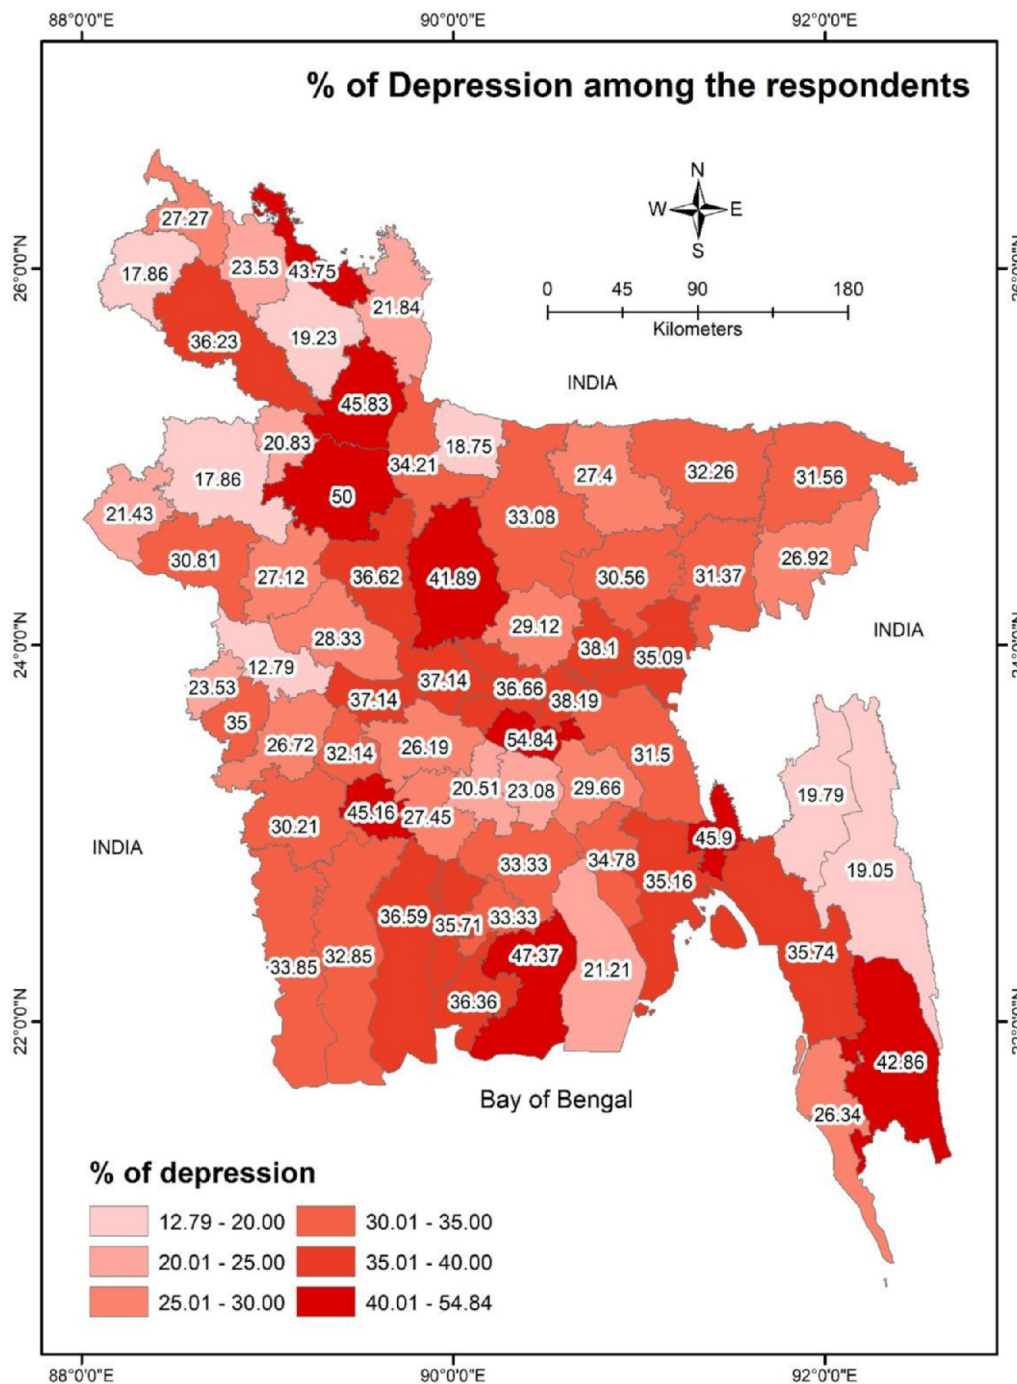 88°0'0"E 90°0'0"E 92°0'0"E
% of Depression among the respondents
N
W E
S
0 45 90 180
Kilometers
26°0'0"N
26°0'0"N
27.27
17.86
23.53
43.75
21.84
36.23
19.23
INDIA
45.83
20.83
18.75
34.21
17.86
50
27.4
32.26
31.56
21.43
33.08
30.81
27.12
36.62
41.89
30.56
31.37
26.92
29.12
INDIA
24°0'0"N
24°0'0"N
28.33
38.1
35.09
12.79
23.53
37.14
36.66
38.19
37.14
35
26.72
32.14
26.19
54.84
31.5
20.51
23.08
29.66
19.79
30.21
45.16
27.45
INDIA
45.9
33.33
34.78
35.16
19.05
36.59
35.71
33.33
33.85
32.85
47.37
21.21
35.74
36.36
22°0'0"N
22°0'0"N
42.86
Bay of Bengal
26.34
% of depression
12.79 - 20.00
20.01 - 25.00
25.01 - 30.00
30.01 - 35.00
35.01 - 40.00
40.01 - 54.84
88°0'0"E 90°0'0"E 92°0'0"E